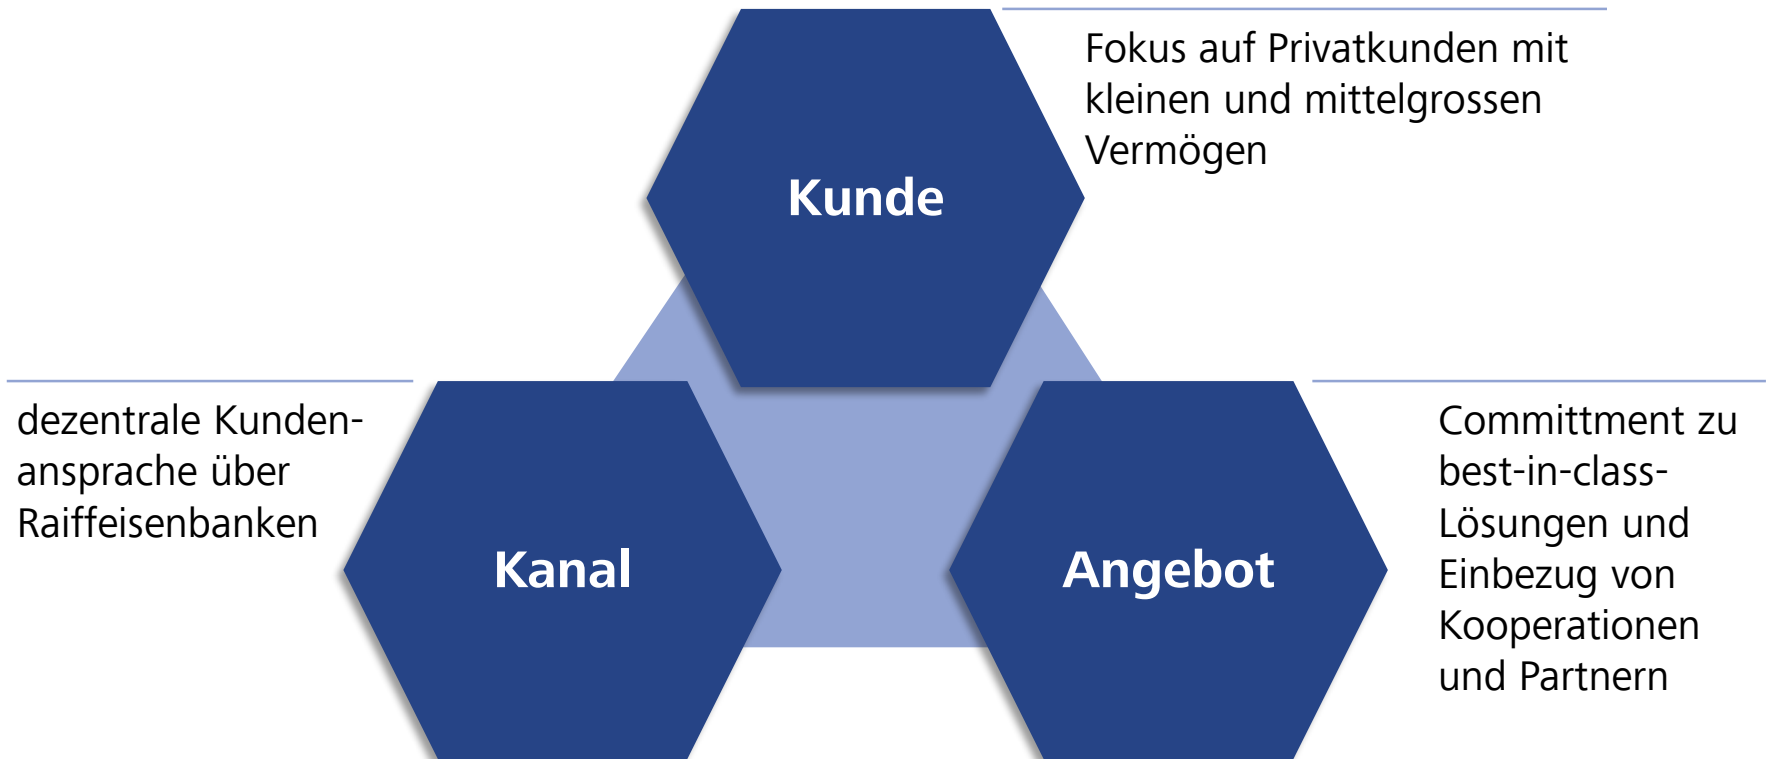 Fokus auf Privatkunden mit
kleinen und mittelgrossen
Vermögen
Kunde
dezentrale Kunden-
ansprache über
Raiffeisenbanken
Kanal
Angebot
Committment zu
best-in-class-
Lösungen und
Einbezug von
Kooperationen
und Partnern